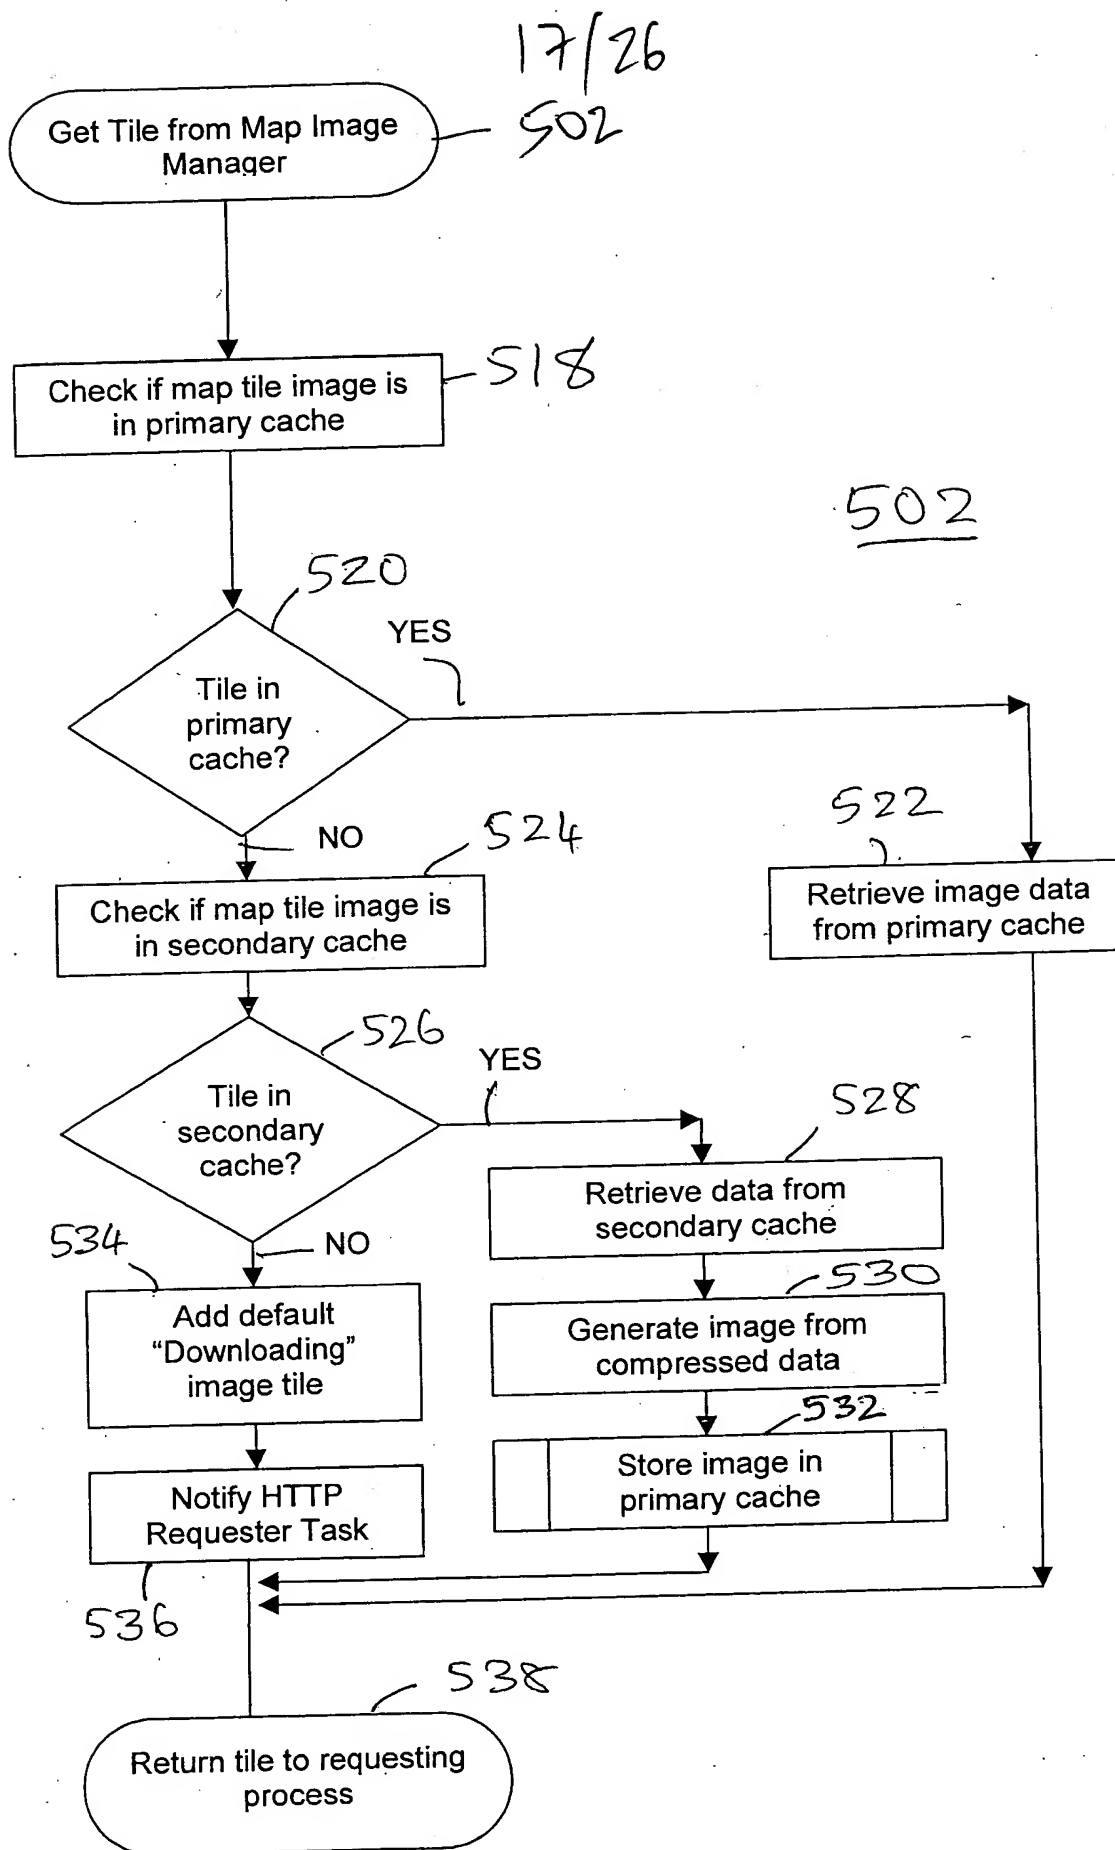 17/26
Get Tile from Map Image
Manager
502
Check if map tile image is
in primary cache
518
502
520
YES
Tile in
primary
cache?
NO
524
522
Check if map tile image is
in secondary cache
Retrieve image data
from primary cache
526
YES
Tile in
secondary
cache?
528
Retrieve data from
secondary cache
534
NO
530
Add default
“Downloading”
image tile
Generate image from
compressed data
532
Store image in
primary cache
Notify HTTP
Requester Task
536
538
Return tile to requesting
process